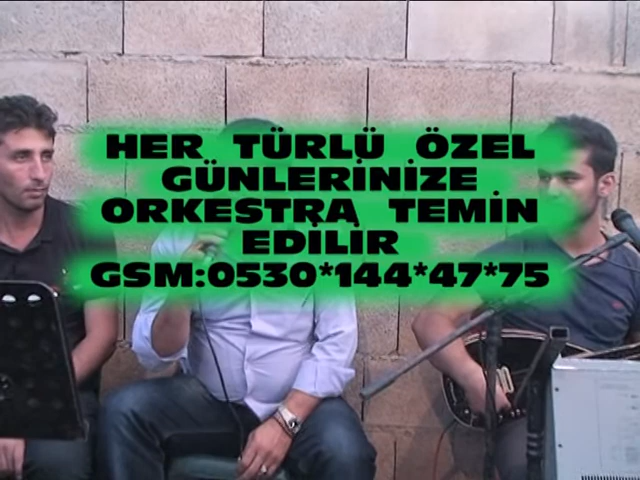 HER TÜRLÜ ÖZEL
GÜNLERİNİZE
ORKESTRA TEMİN
EDİLİR
GSM:0530*144*47*75